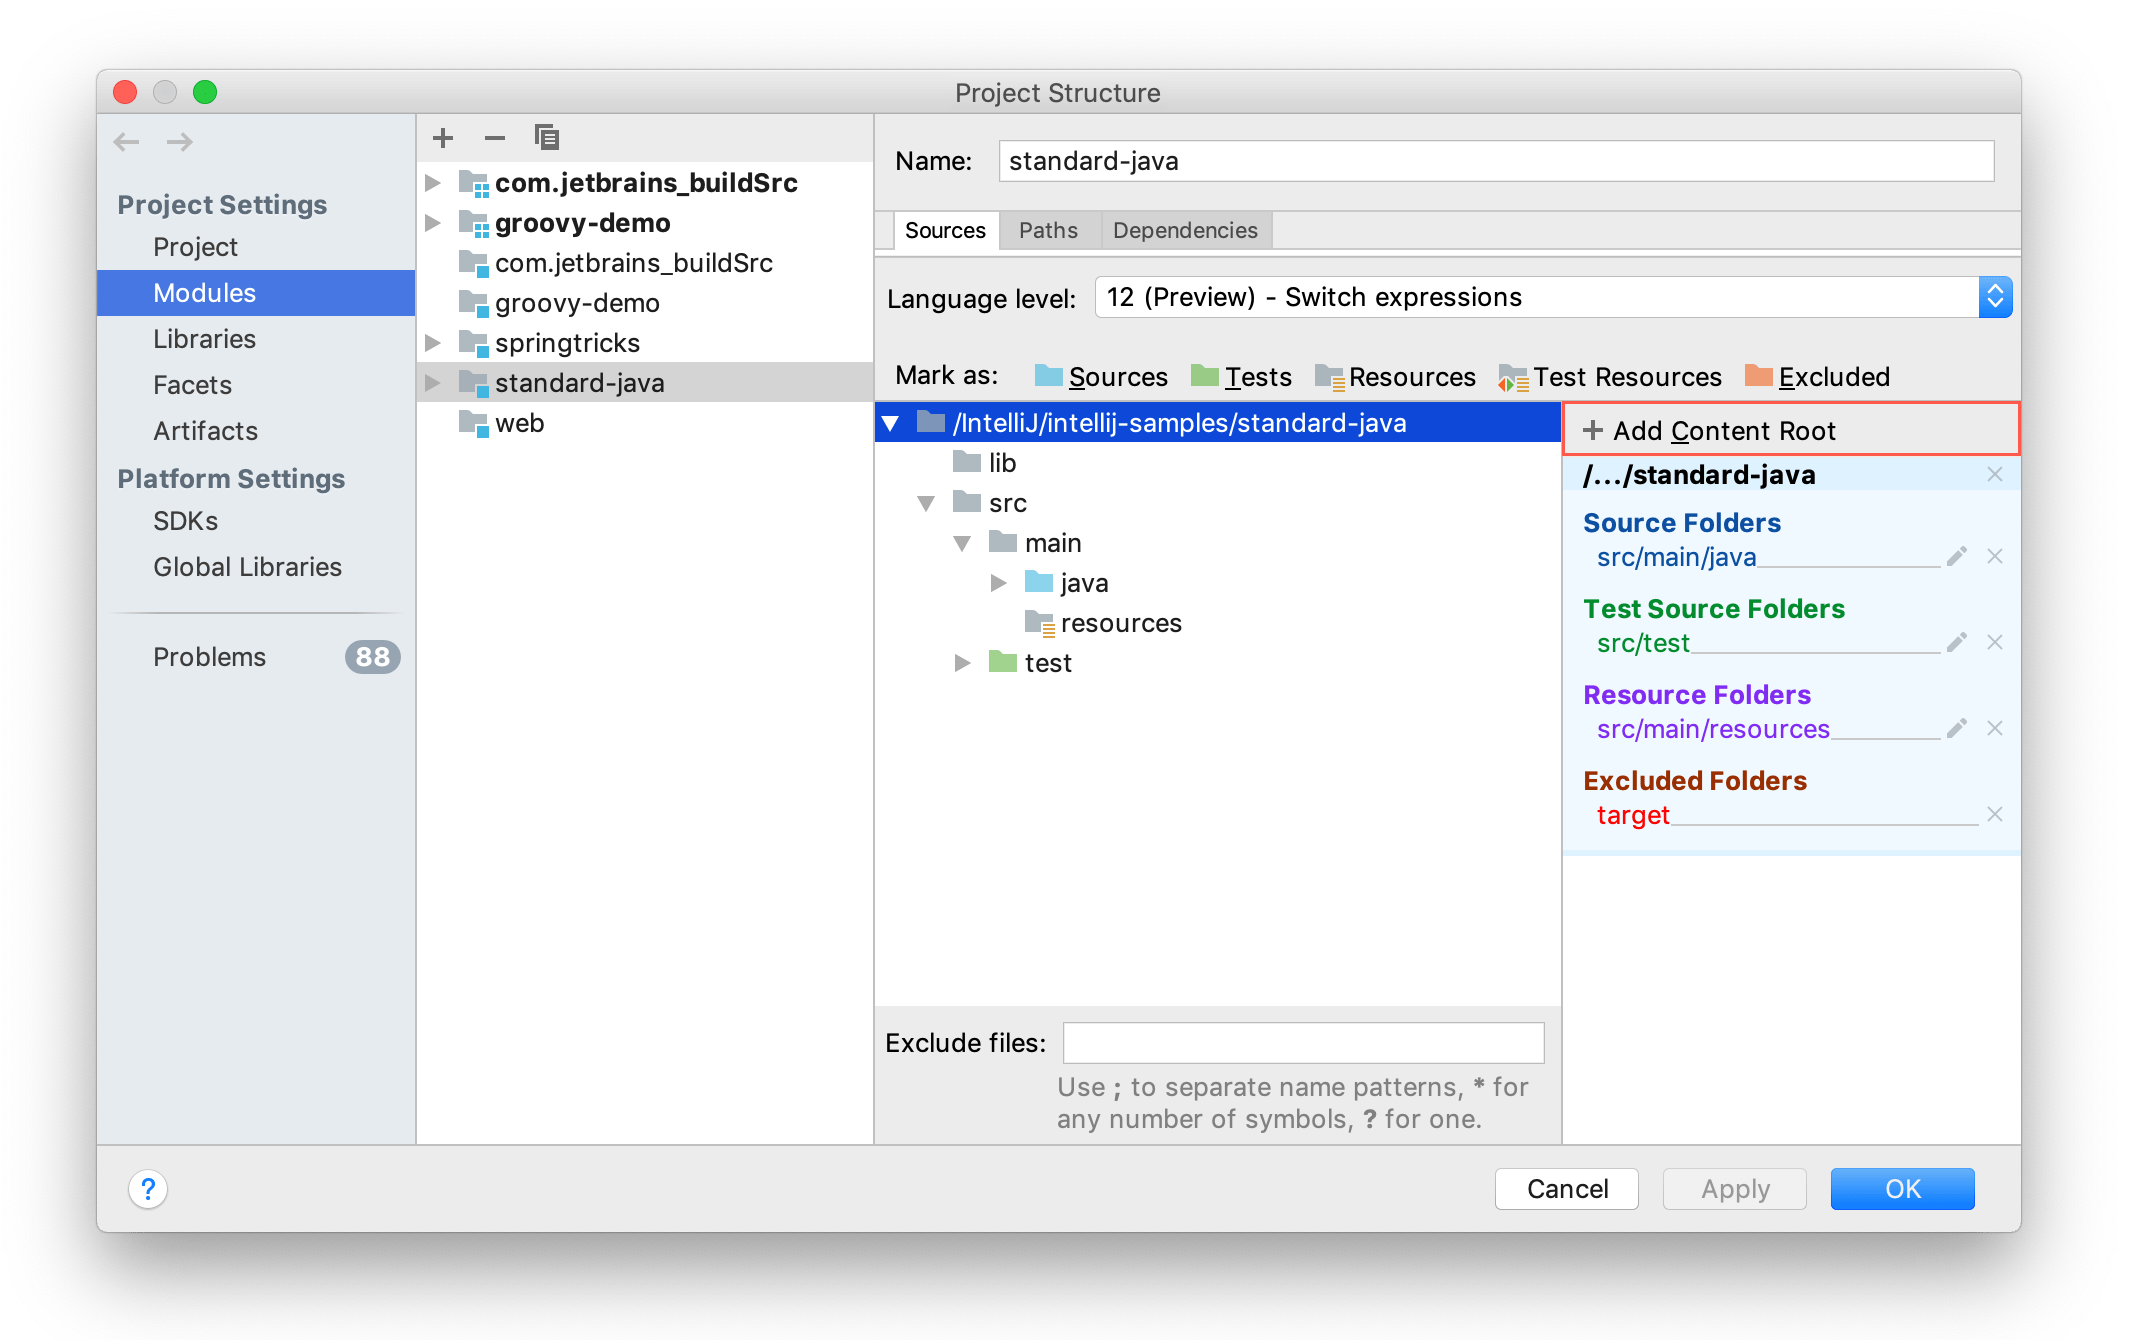 Project Structure
Project Settings
Project
Modules
Libraries
Facets
Artifacts
Platform Settings
SDKs
Global Libraries
Problems 88
com.jetbrains_buildSrc
groovy-demo
com.jetbrains_buildSrc
groovy-demo
springtricks
standard-java
web
Name: standard-java
Sources Paths Dependencies
Language level: 12 (Preview) - Switch expressions
Mark as: Sources Tests Resources Test Resources Excluded
/IntelliJ/intellij-samples/standard-java
lib
src
main
java
resources
test
Exclude files:
Use ; to separate name patterns, * for
any number of symbols, ? for one.
+ Add Content Root
/.../standard-java
Source Folders
src/main/java
Test Source Folders
src/test
Resource Folders
src/main/resources
Excluded Folders
target
? Cancel Apply OK